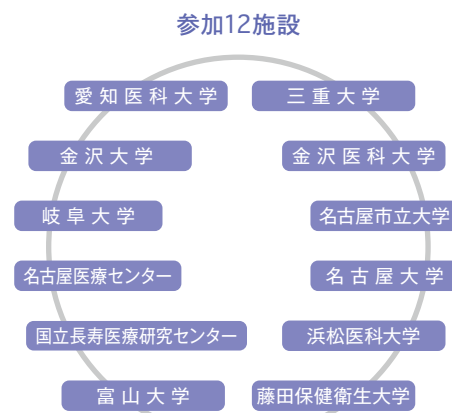 参加12施設
愛知医科大学
三重大学
金沢大学
金沢医科大学
岐阜大学
名古屋市立大学
名古屋医療センター
名古屋大学
国立長寿医療研究センター
浜松医科大学
富山大学
藤田保健衛生大学